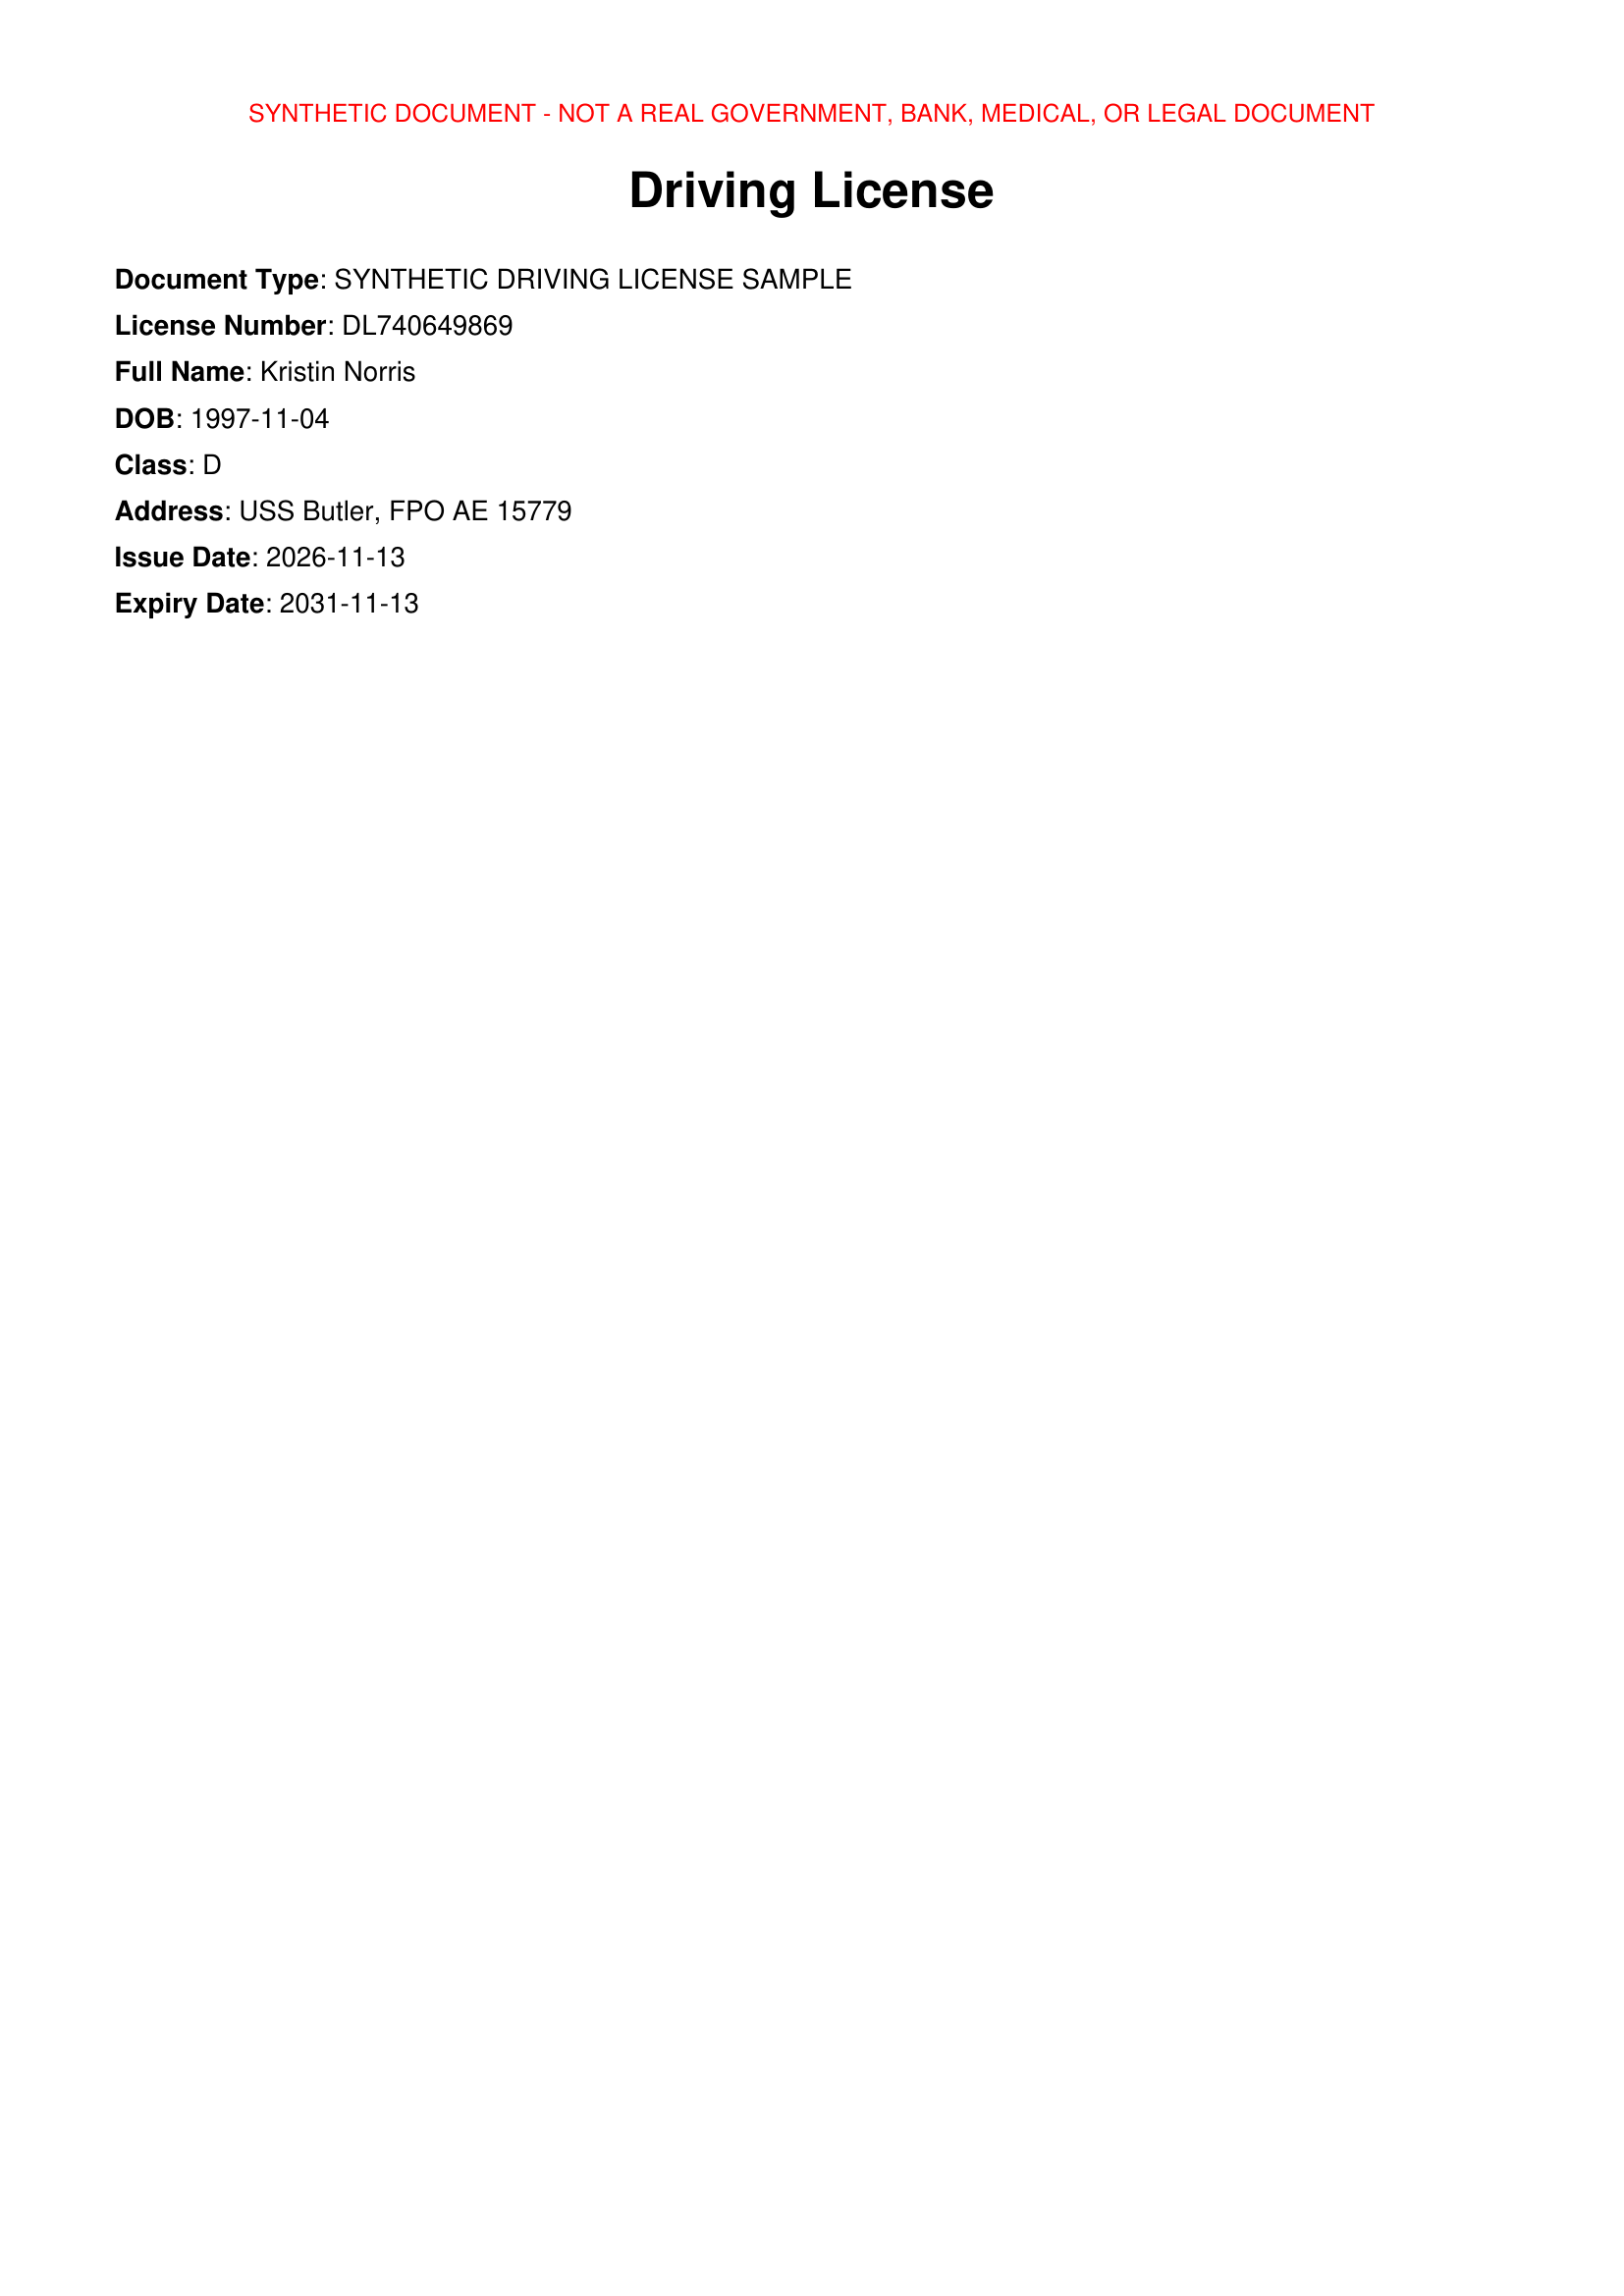 SYNTHETIC DOCUMENT - NOT A REAL GOVERNMENT, BANK, MEDICAL, OR LEGAL DOCUMENT
Driving License
Document Type: SYNTHETIC DRIVING LICENSE SAMPLE
License Number: DL740649869
Full Name: Kristin Norris
DOB: 1997-11-04
Class: D
Address: USS Butler, FPO AE 15779
Issue Date: 2026-11-13
Expiry Date: 2031-11-13